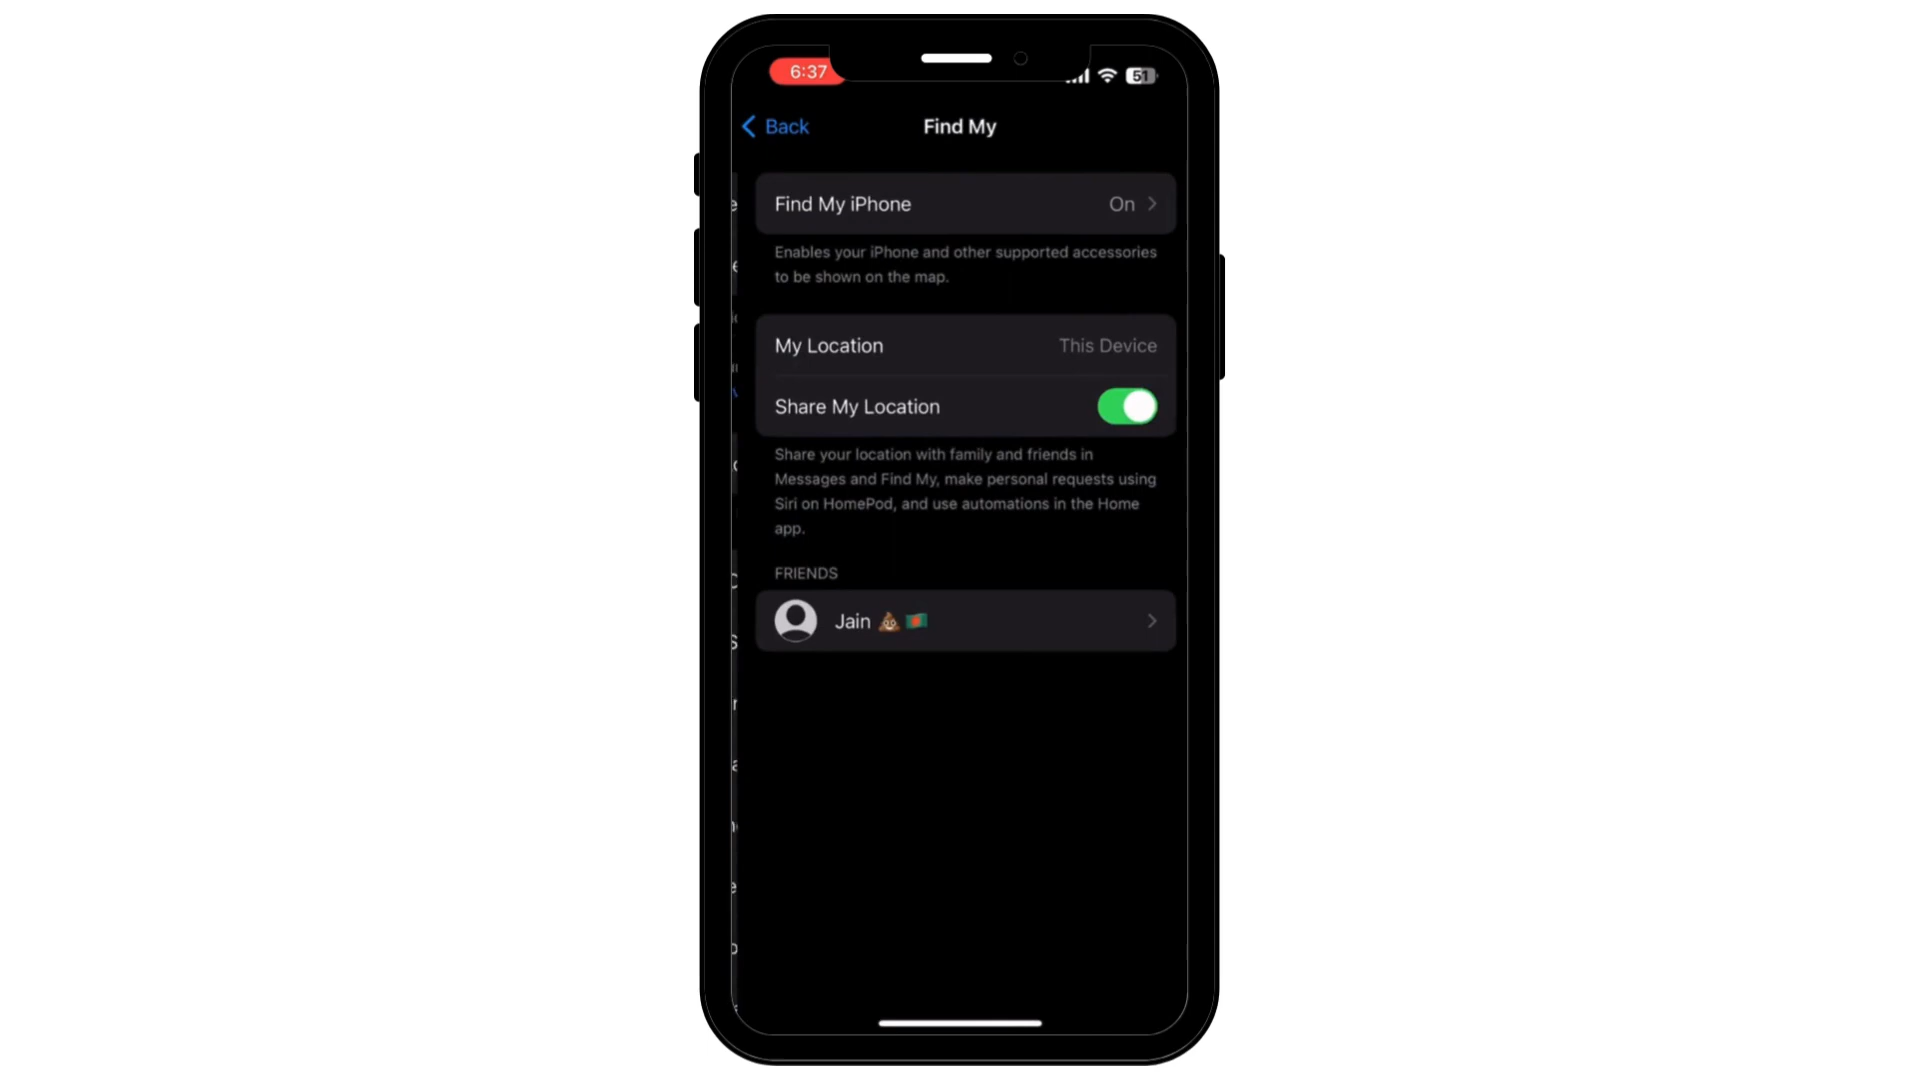 6:37
51
Back
Find My
Find My iPhone
On
Enables your iPhone and other supported accessories
to be shown on the map.
My Location
This Device
Share My Location
Share your location with family and friends in
Messages and Find My, make personal requests using
Siri on HomePod, and use automations in the Home
app.
FRIENDS
Jain 💩 🇧🇩